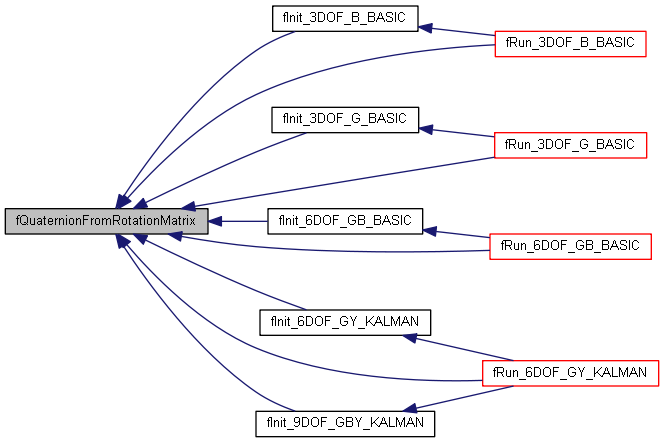 fInit_3DOF_B_BASIC
fRun_3DOF_B_BASIC
fInit_3DOF_G_BASIC
fRun_3DOF_G_BASIC
fQuaternionFromRotationMatrix
fInit_6DOF_GB_BASIC
fRun_6DOF_GB_BASIC
fInit_6DOF_GY_KALMAN
fRun_6DOF_GY_KALMAN
fInit_9DOF_GBY_KALMAN